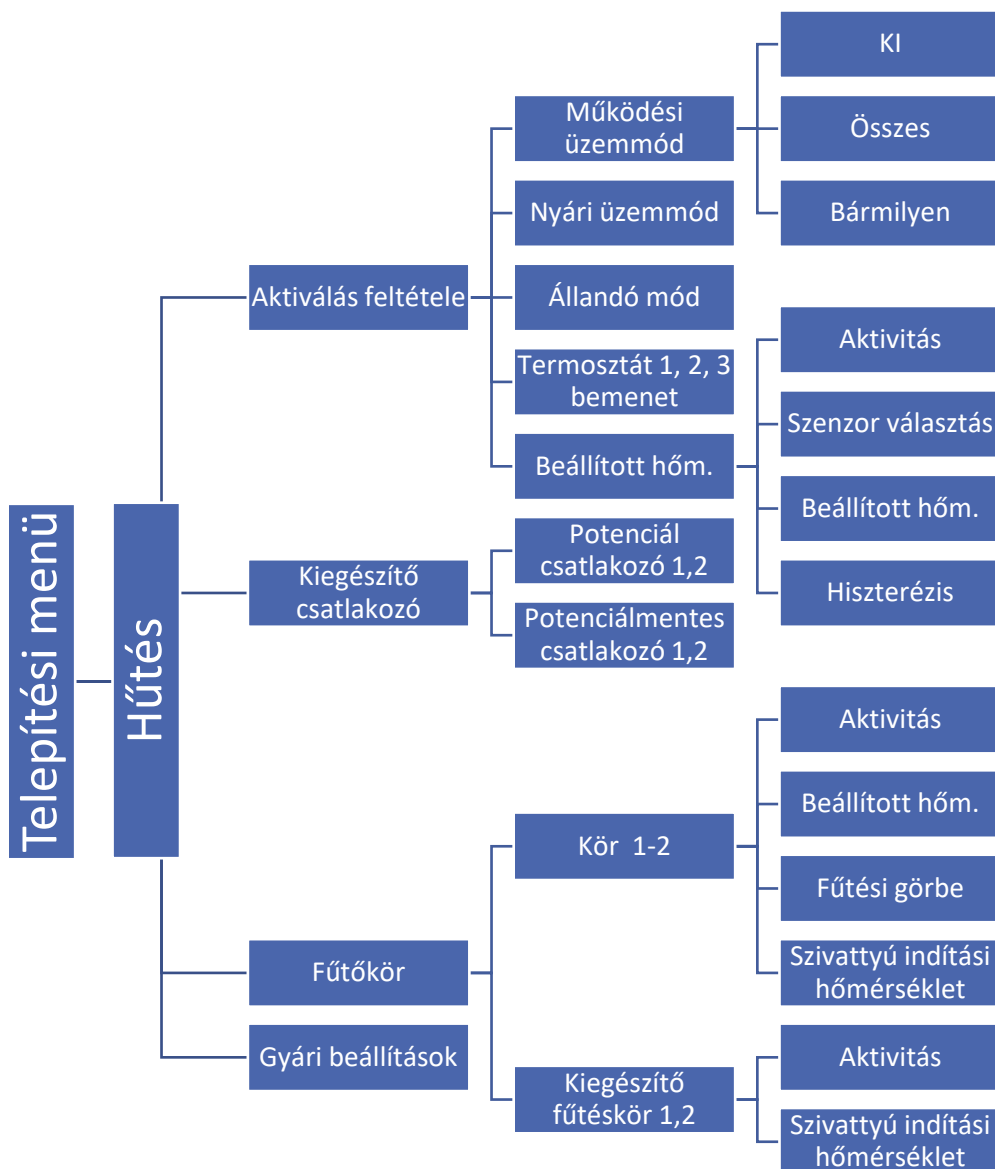 Telepítési menü
Hűtés
Aktiválás feltétele
Működési
üzemmód
KI
Összes
Bármilyen
Nyári üzemmód
Állandó mód
Termosztát 1, 2, 3
bemenet
Beállított hőm.
Aktivitás
Szenzor választás
Beállított hőm.
Hiszterézis
Kiegészítő
csatlakozó
Potenciál
csatlakozó 1,2
Potenciálmentes
csatlakozó 1,2
Fűtőkör
Kör  1-2
Aktivitás
Beállított hőm.
Fűtési görbe
Szivattyú indítási
hőmérséklet
Kiegészítő
fűtéskör 1,2
Aktivitás
Szivattyú indítási
hőmérséklet
Gyári beállítások